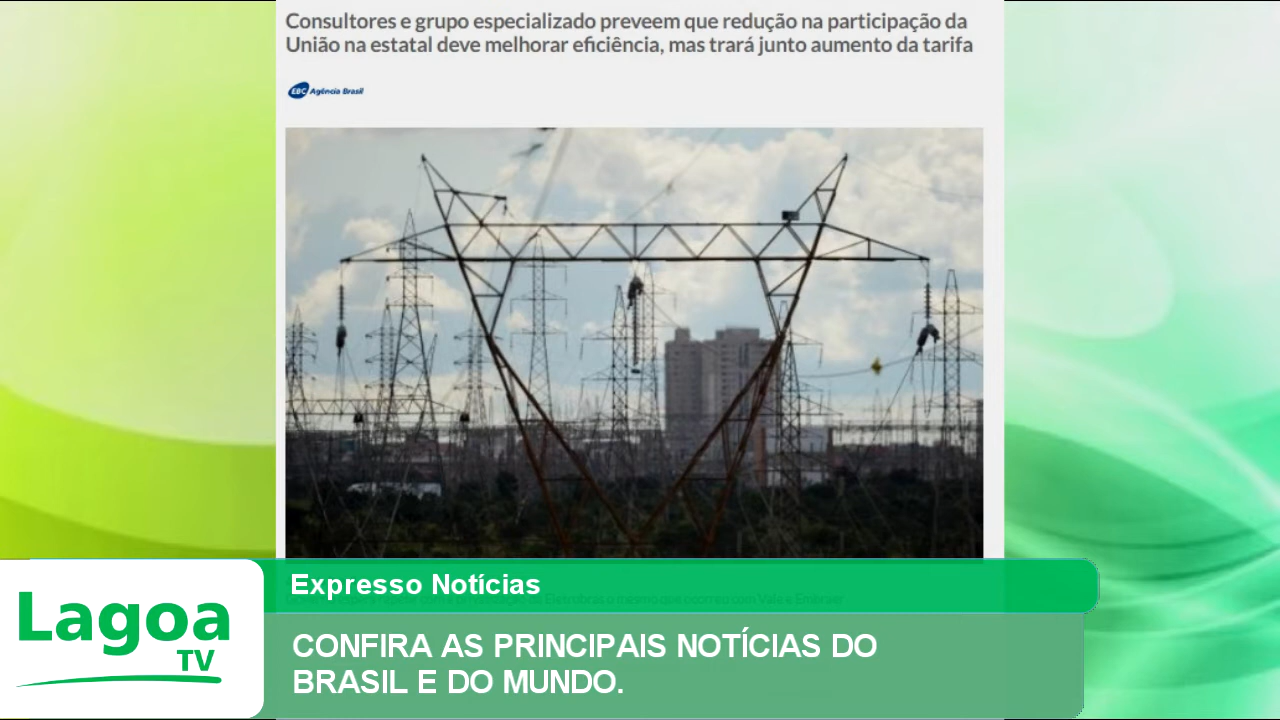 Consultores e grupo especializado preveem que redução na participação da
União na estatal deve melhorar eficiência, mas trará junto aumento da tarifa
EBC Agência Brasil
Expresso Notícias
Lagoa
TV
CONFIRA AS PRINCIPAIS NOTÍCIAS DO
BRASIL E DO MUNDO.